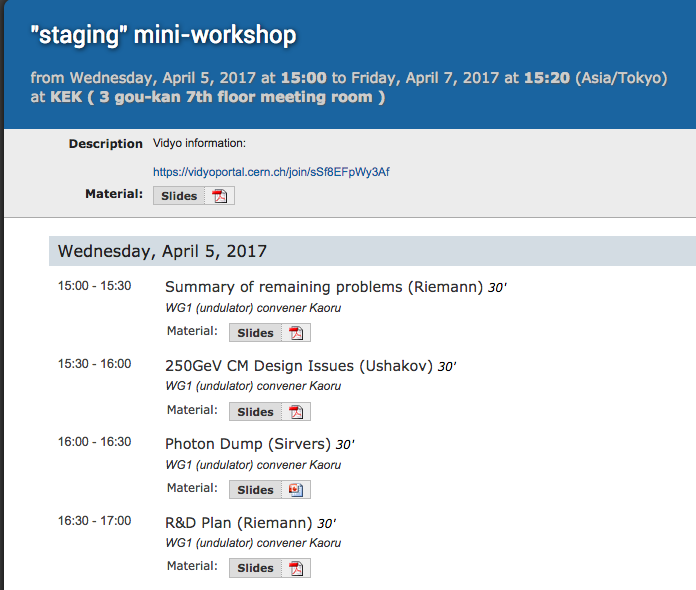 "staging" mini-workshop
from Wednesday, April 5, 2017 at 15:00 to Friday, April 7, 2017 at 15:20 (Asia/Tokyo)
at KEK ( 3 gou-kan 7th floor meeting room )
Description Vidyo information:
https://vidyoportal.cern.ch/join/sSf8EFpWy3Af
Material: Slides
Wednesday, April 5, 2017
15:00 - 15:30 Summary of remaining problems (Riemann) 30'
WG1 (undulator) convener Kaoru
Material: Slides
15:30 - 16:00 250GeV CM Design Issues (Ushakov) 30'
WG1 (undulator) convener Kaoru
Material: Slides
16:00 - 16:30 Photon Dump (Sirvers) 30'
WG1 (undulator) convener Kaoru
Material: Slides
16:30 - 17:00 R&D Plan (Riemann) 30'
WG1 (undulator) convener Kaoru
Material: Slides